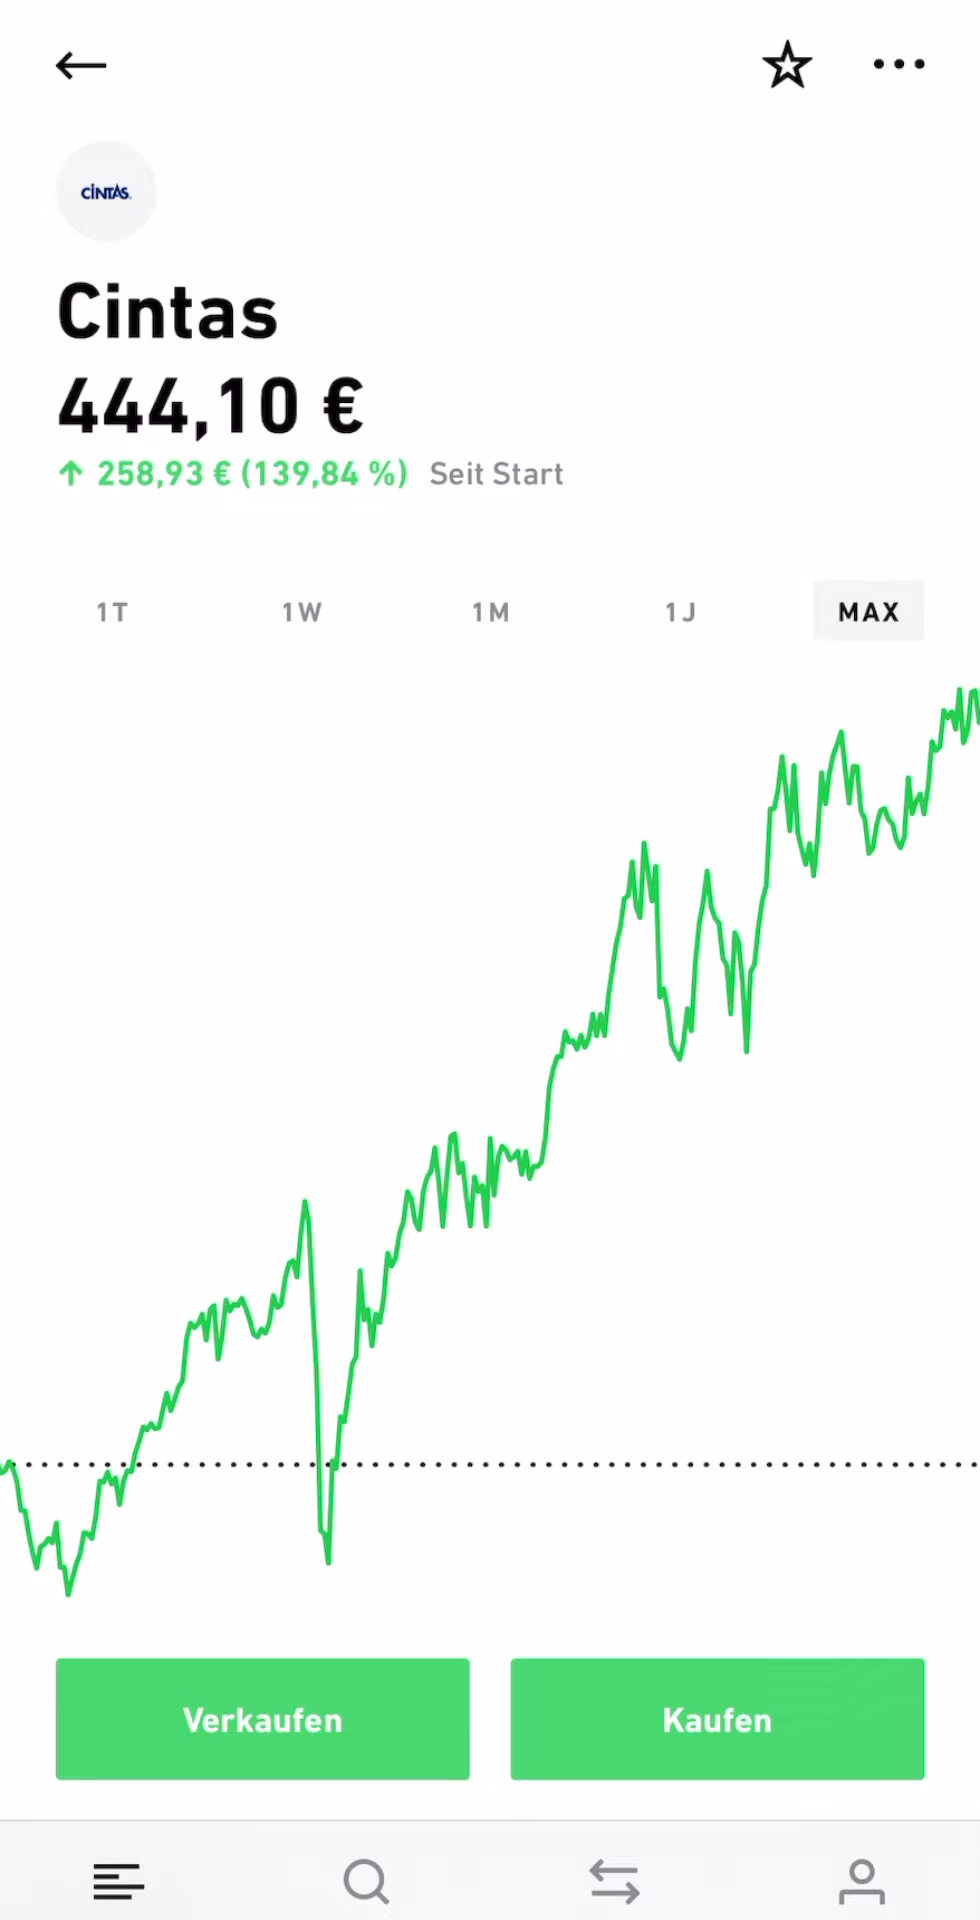 CINTAS.
Cintas
444,10 €
↑ 258,93 € (139,84 %) Seit Start
1T 1W 1M 1J MAX
Verkaufen Kaufen